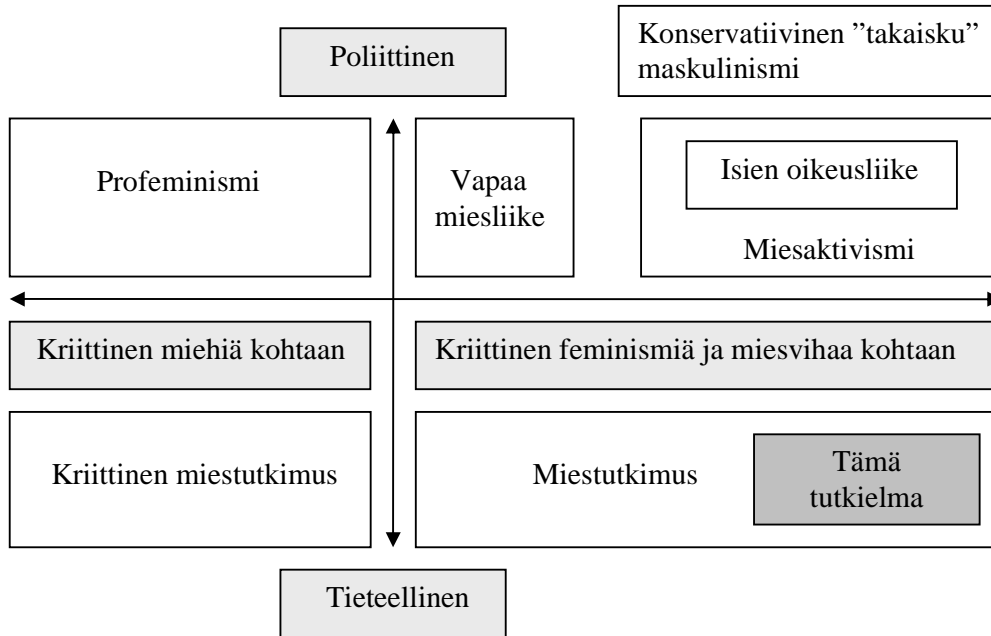 Poliittinen
Konservatiivinen ”takaisku”
maskulinismi
Profeminismi
Vapaa
miesliike
Isien oikeusliike
Miesaktivismi
Kriittinen miehiä kohtaan
Kriittinen feminismiä ja miesvihaa kohtaan
Kriittinen miestutkimus
Miestutkimus
Tämä
tutkielma
Tieteellinen